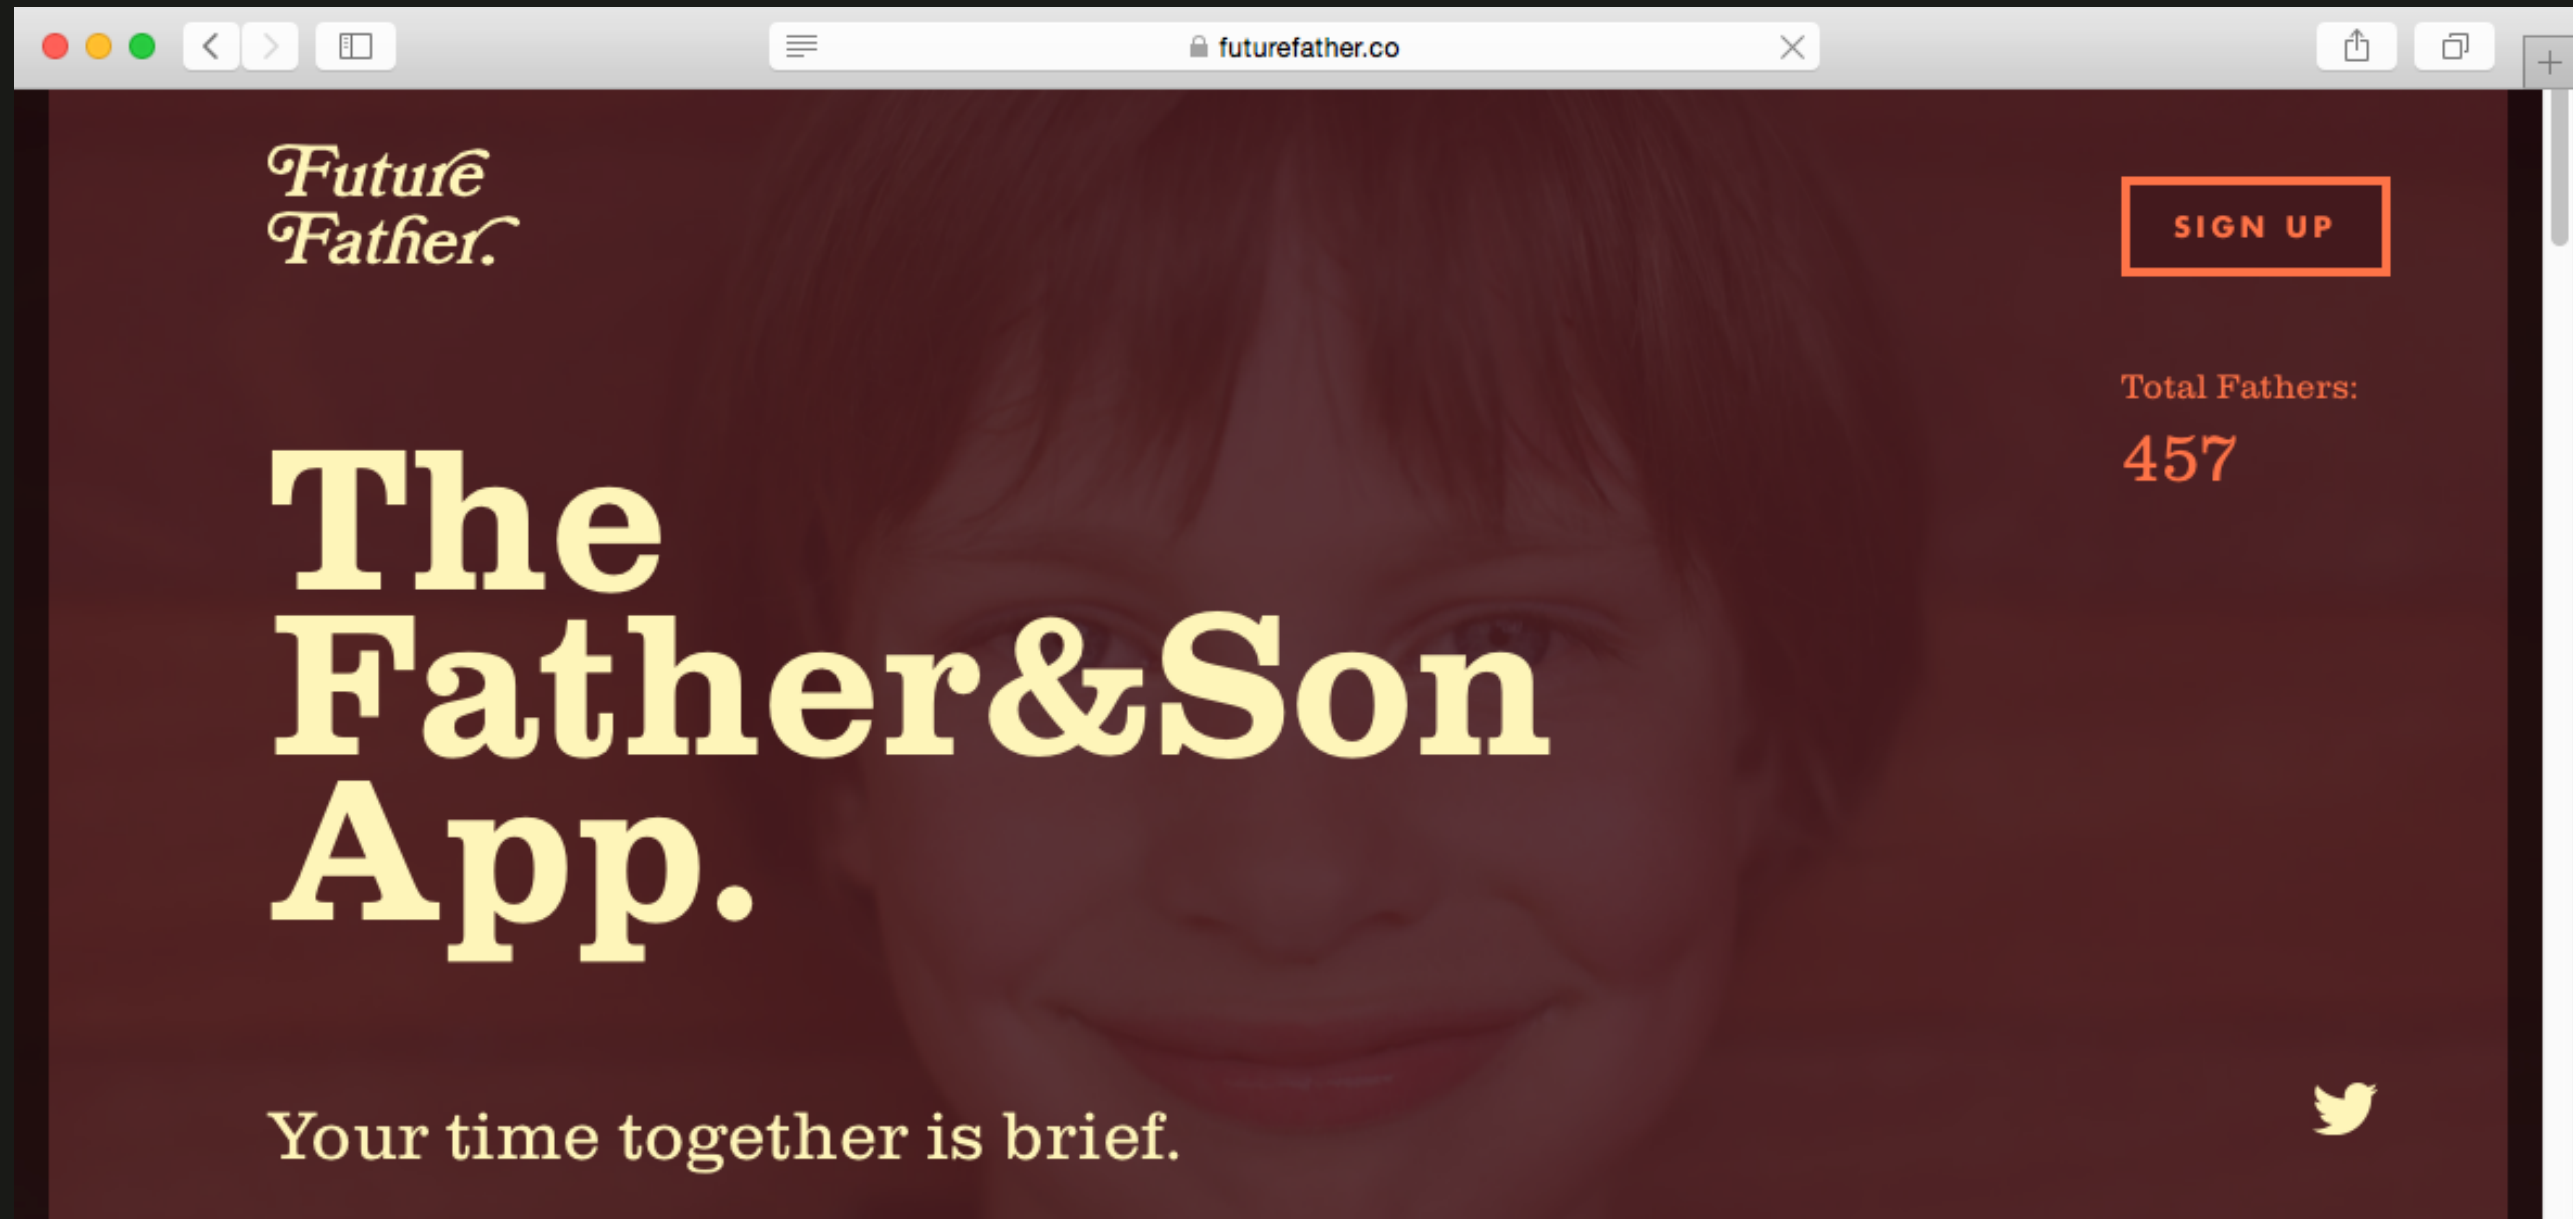 futurefather.co
Future
Father.
SIGN UP
Total Fathers:
457
The
Father&Son
App.
Your time together is brief.